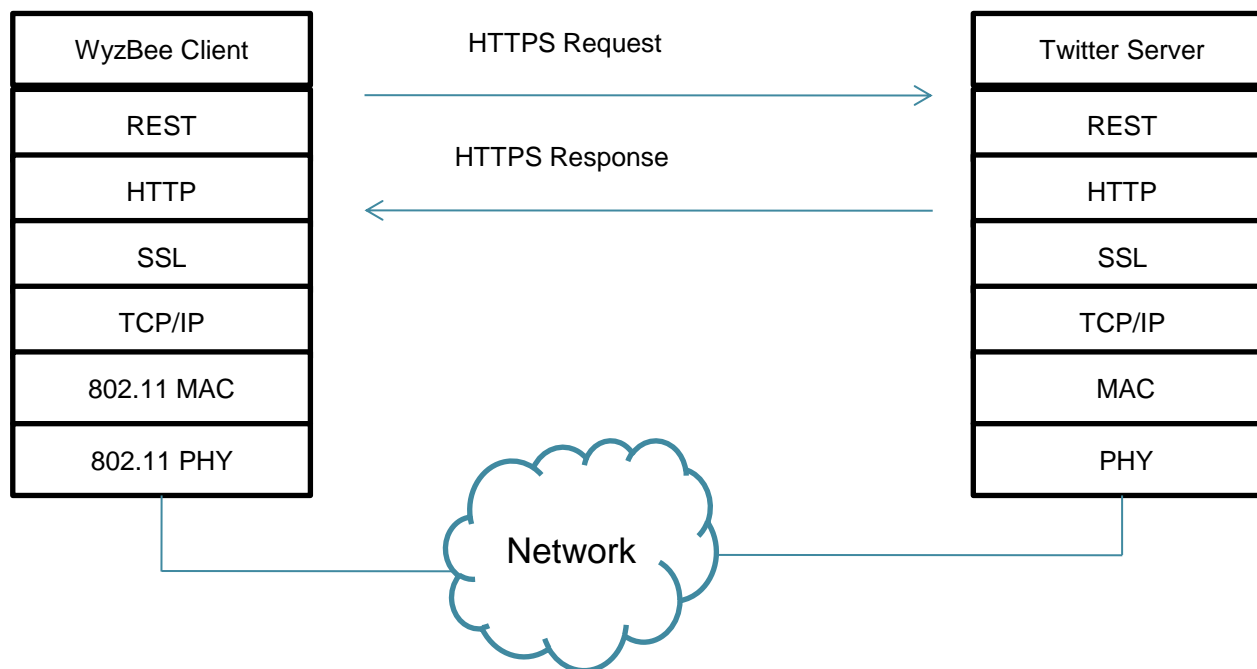 WyzBee Client
REST
HTTP
SSL
TCP/IP
802.11 MAC
802.11 PHY
HTTPS Request
HTTPS Response
Network
Twitter Server
REST
HTTP
SSL
TCP/IP
MAC
PHY